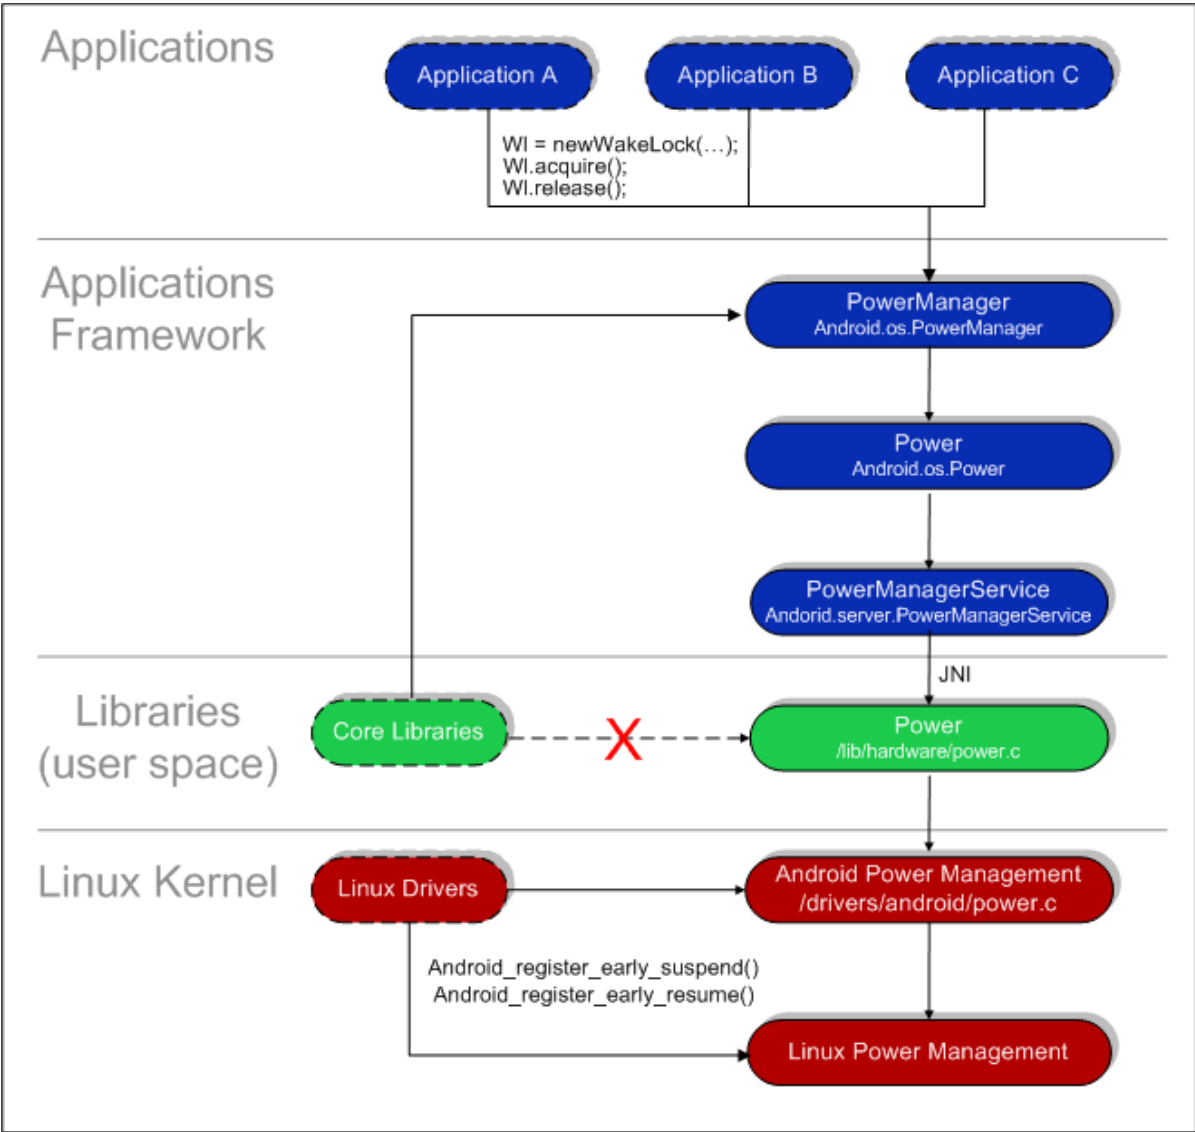 Applications
Application A
Application B
Application C
Wl = newWakeLock(…);
Wl.acquire();
Wl.release();
Applications
Framework
PowerManager
Android.os.PowerManager
Power
Android.os.Power
PowerManagerService
Andorid.server.PowerManagerService
JNI
Libraries
(user space)
Core Libraries
X
Power
/lib/hardware/power.c
Linux Kernel
Linux Drivers
Android Power Management
/drivers/android/power.c
Android_register_early_suspend()
Android_register_early_resume()
Linux Power Management